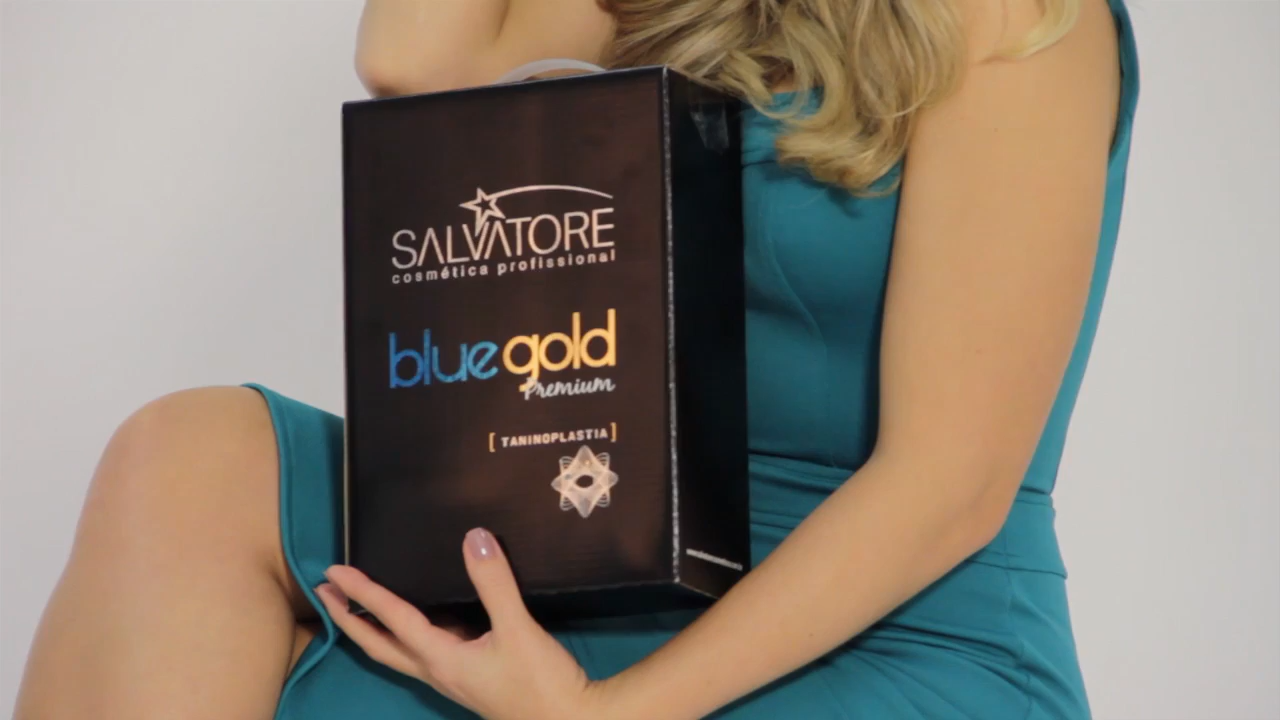 SALVATORE
cosmética profissional
blue gold
Premium
[ TANINOPLASTIA ]